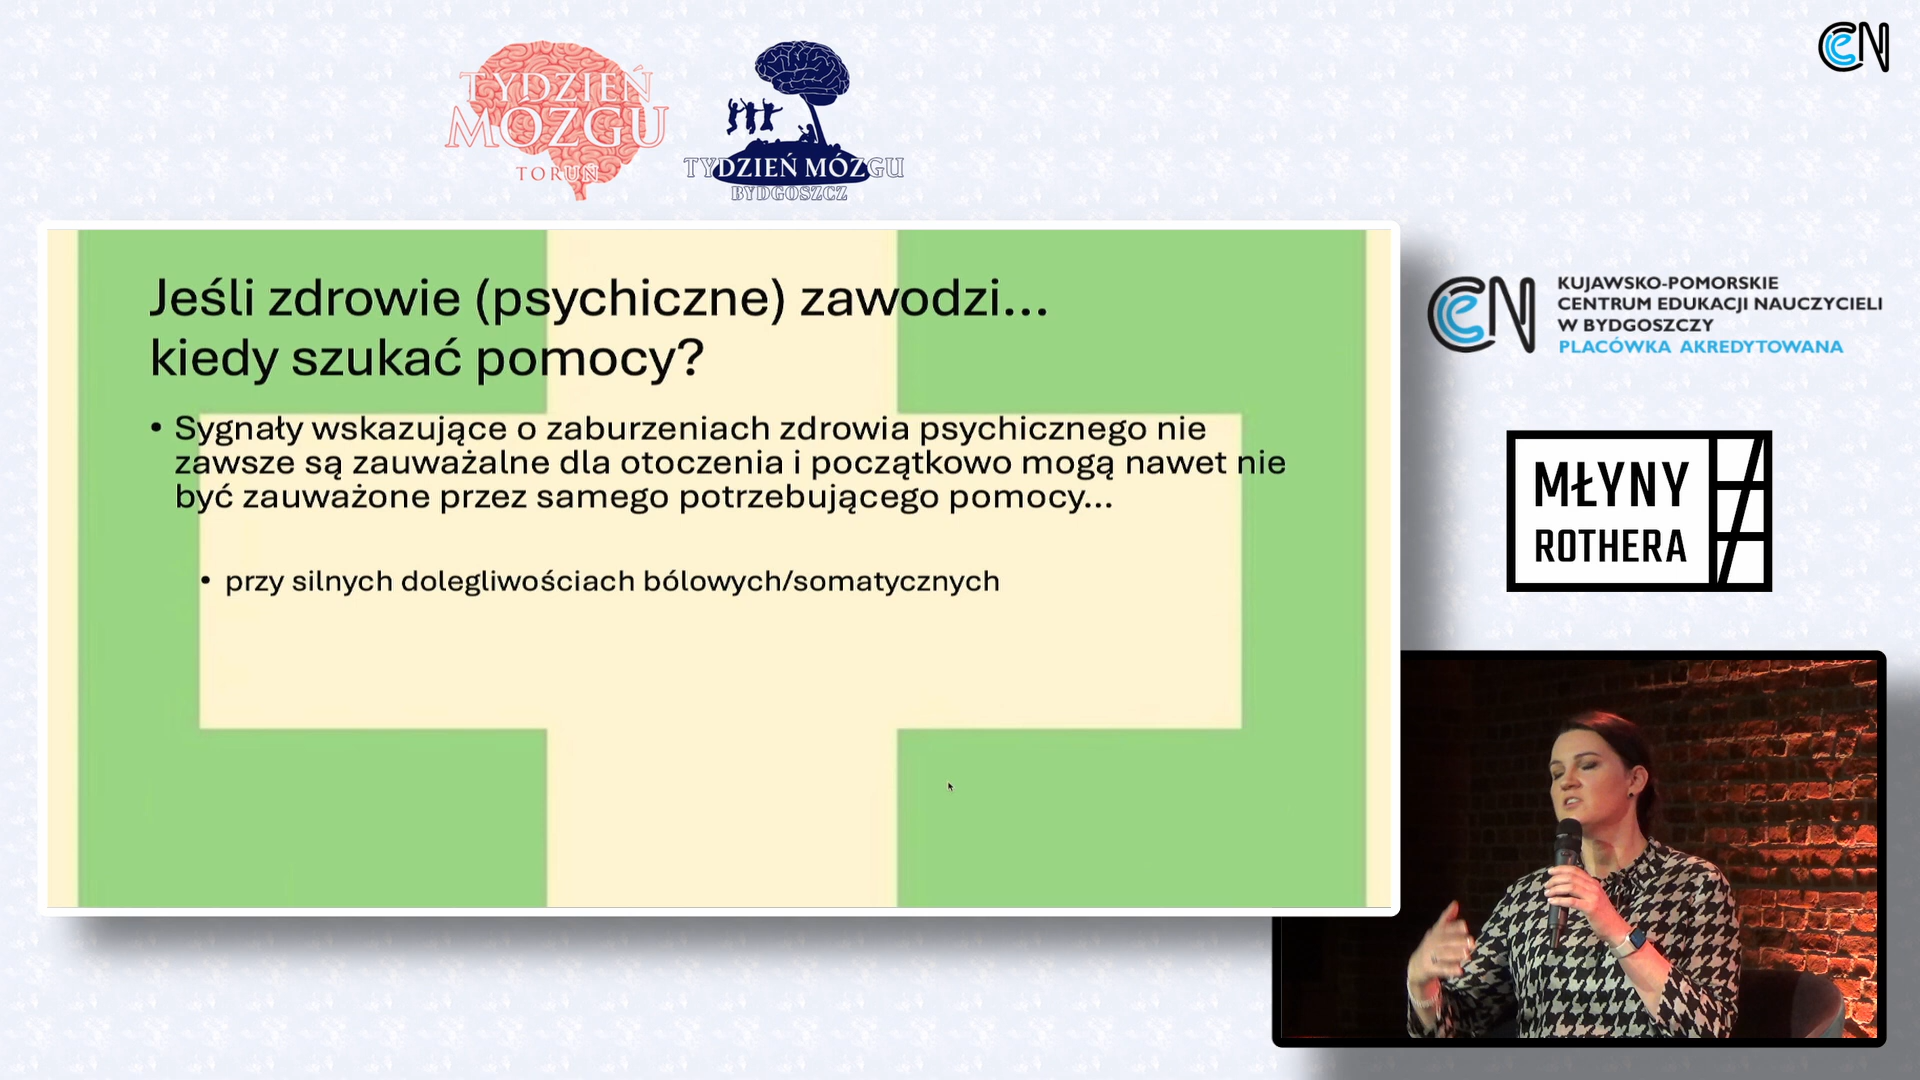 CeN
TYDZIEŃ
MÓZGU
TORUŃ
TYDZIEŃ MÓZGU
BYDGOSZCZ
Jeśli zdrowie (psychiczne) zawodzi...
kiedy szukać pomocy?
• Sygnały wskazujące o zaburzeniach zdrowia psychicznego nie
zawsze są zauważalne dla otoczenia i początkowo mogą nawet nie
być zauważone przez samego potrzebującego pomocy...
• przy silnych dolegliwościach bólowych/somatycznych
CeN
KUJAWSKO-POMORSKIE
CENTRUM EDUKACJI NAUCZYCIELI
W BYDGOSZCZY
PLACÓWKA AKREDYTOWANA
MŁYNY
ROTHERA